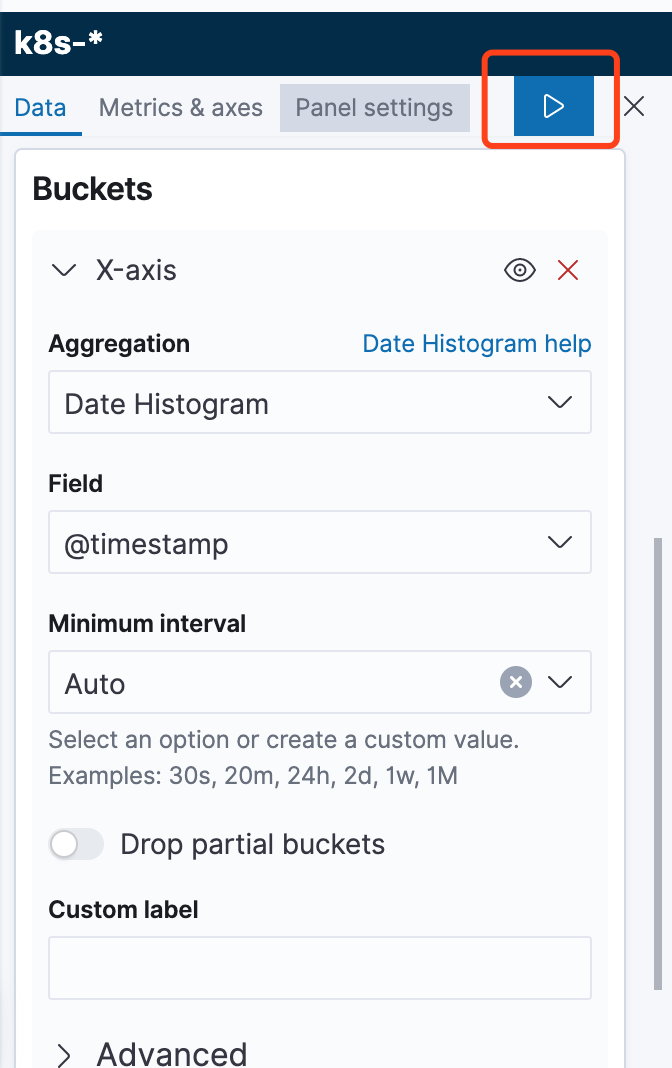 k8s-*
Data Metrics & axes Panel settings
Buckets
X-axis
Aggregation Date Histogram help
Date Histogram
Field
@timestamp
Minimum interval
Auto
Select an option or create a custom value.
Examples: 30s, 20m, 24h, 2d, 1w, 1M
Drop partial buckets
Custom label
Advanced